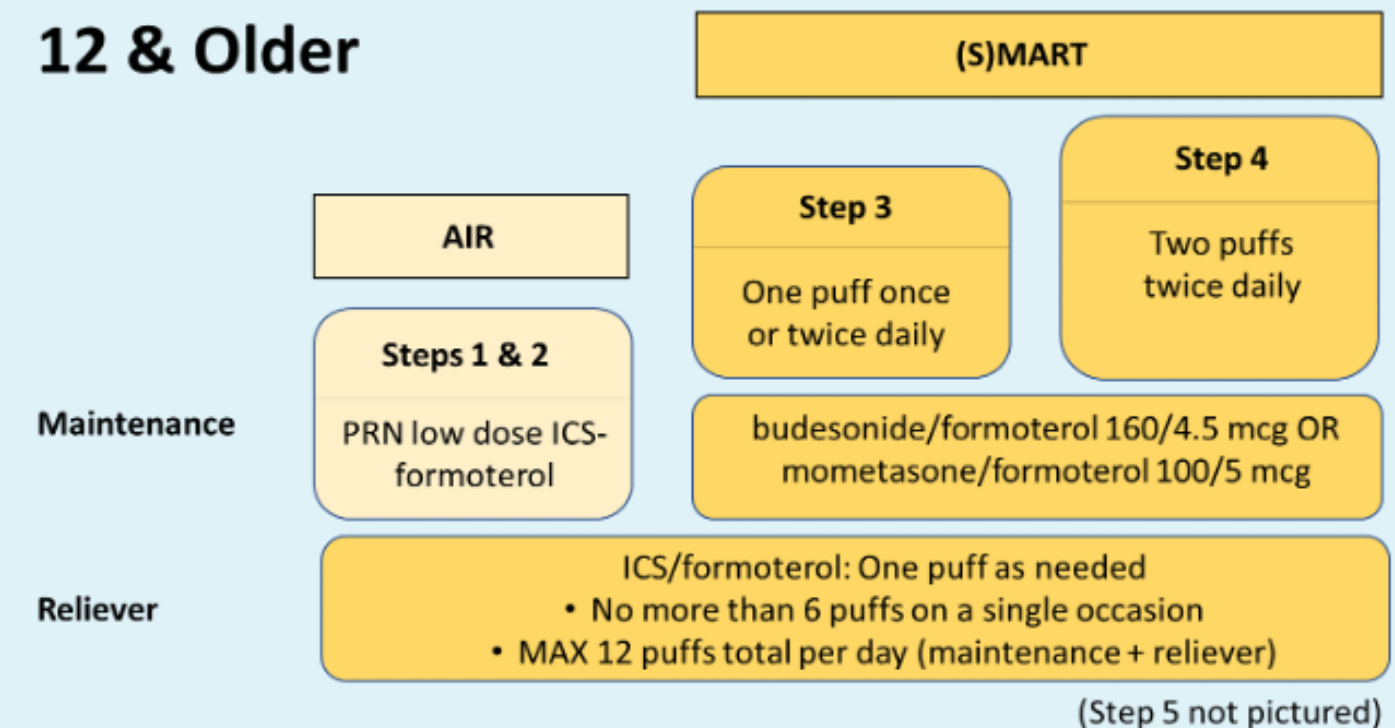 12 & Older
(S)MART
AIR
Steps 1 & 2
PRN low dose ICS-
formoterol
Step 3
One puff once
or twice daily
Step 4
Two puffs
twice daily
Maintenance
budesonide/formoterol 160/4.5 mcg OR
mometasone/formoterol 100/5 mcg
Reliever
ICS/formoterol: One puff as needed
• No more than 6 puffs on a single occasion
• MAX 12 puffs total per day (maintenance + reliever)
(Step 5 not pictured)